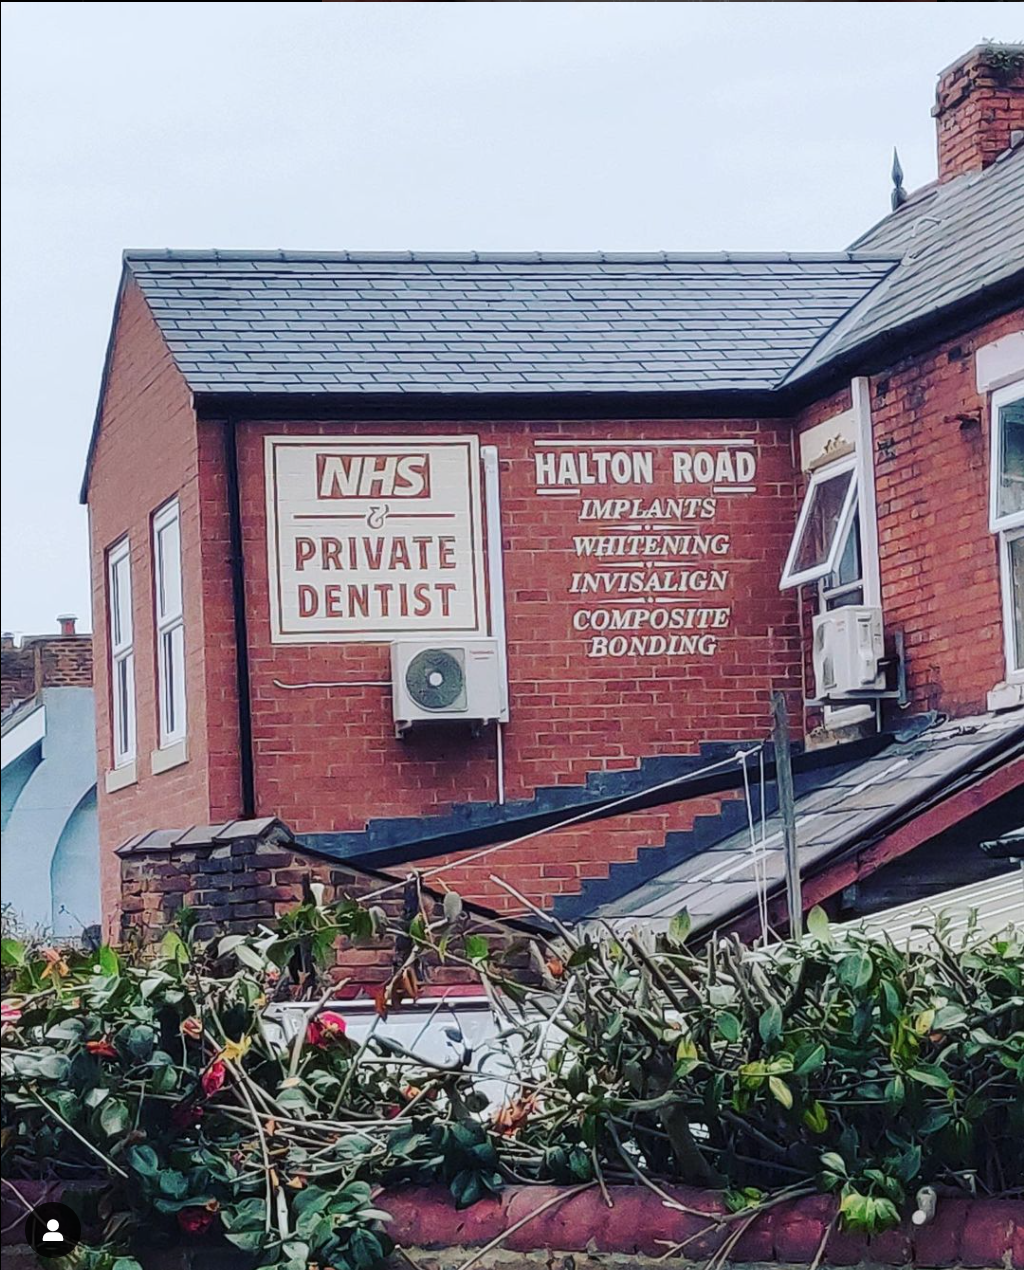 NHS
&
PRIVATE
DENTIST
HALTON ROAD
IMPLANTS
WHITENING
INVISALIGN
COMPOSITE
BONDING